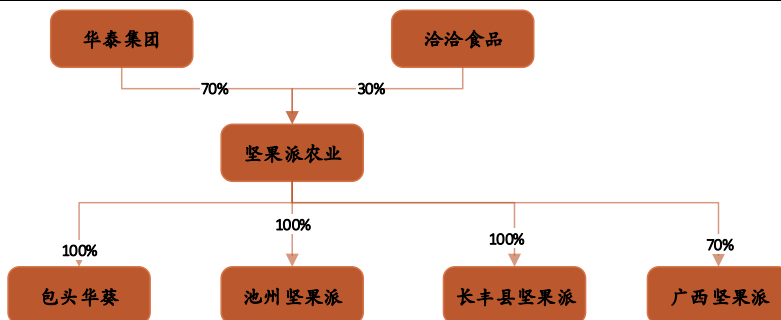 华泰集团
洽洽食品
70%
30%
坚果派农业
100%
100%
100%
70%
包头华葵
池州坚果派
长丰县坚果派
广西坚果派